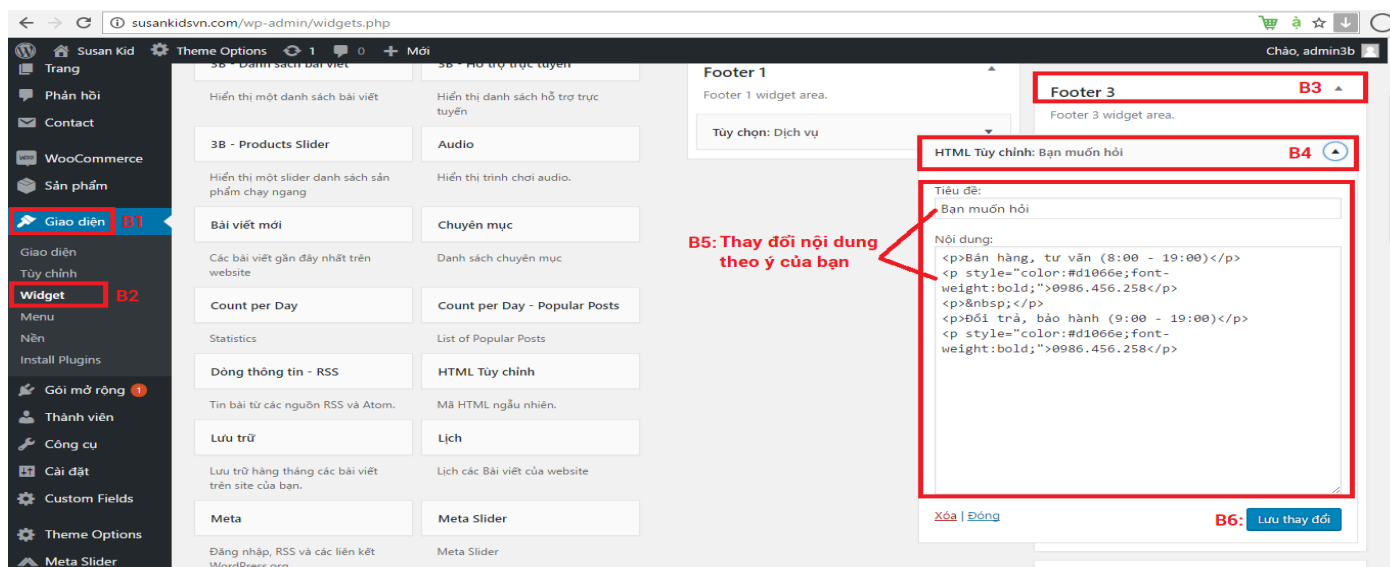 susankidsvn.com/wp-admin/widgets.php
à
Susan Kid
Theme Options
1
0
Mới
Chào, admin3b
Trang
Phản hồi
Contact
WooCommerce
Sản phẩm
Giao diện
B1
Giao diện
Tùy chỉnh
Widget
B2
Menu
Nền
Install Plugins
Gói mở rộng 1
Thành viên
Công cụ
Cài đặt
Custom Fields
Theme Options
Meta Slider
3B - Danh sách bài viết
Hiển thị một danh sách bài viết
3B - Hỗ trợ trực tuyến
Hiển thị danh sách hỗ trợ trực
tuyến
3B - Products Slider
Hiển thị một slider danh sách sản
phẩm chạy ngang
Audio
Hiển thị trình chơi audio.
Bài viết mới
Các bài viết gần đây nhất trên
website
Chuyên mục
Danh sách chuyên mục
Count per Day
Statistics
Count per Day - Popular Posts
List of Popular Posts
Dòng thông tin - RSS
Tin bài từ các nguồn RSS và Atom.
HTML Tùy chỉnh
Mã HTML ngẫu nhiên.
Lưu trữ
Lưu trữ hàng tháng các bài viết
trên site của bạn.
Lịch
Lịch các Bài viết của website
Meta
Đăng nhập, RSS và các liên kết
WordPress.org
Meta Slider
Meta Slider
Footer 1
Footer 1 widget area.
Tùy chọn: Dịch vụ
Footer 3
B3
Footer 3 widget area.
HTML Tùy chỉnh: Bạn muốn hỏi
B4
Tiêu đề:
Bạn muốn hỏi
B5: Thay đổi nội dung
theo ý của bạn
Nội dung:
<p>Bán hàng, tư vấn (8:00 - 19:00)</p>
<p style="color:#d1066e;font-
weight:bold;">0986.456.258</p>
<p>&nbsp;</p>
<p>Đổi trả, bảo hành (9:00 - 19:00)</p>
<p style="color:#d1066e;font-
weight:bold;">0986.456.258</p>
Xóa | Đóng
B6:
Lưu thay đổi